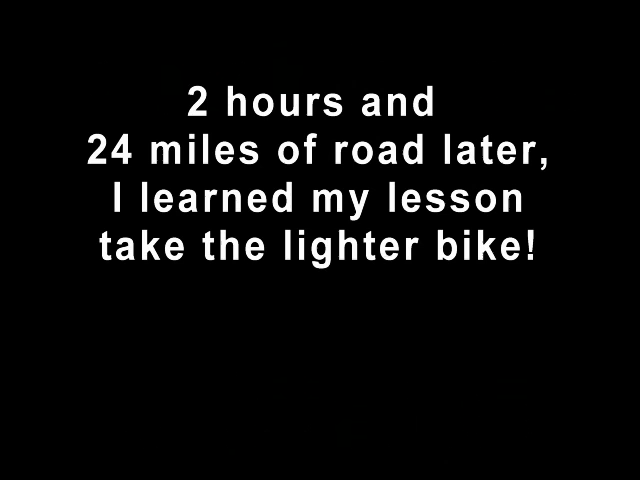 2 hours and
24 miles of road later,
I learned my lesson
take the lighter bike!